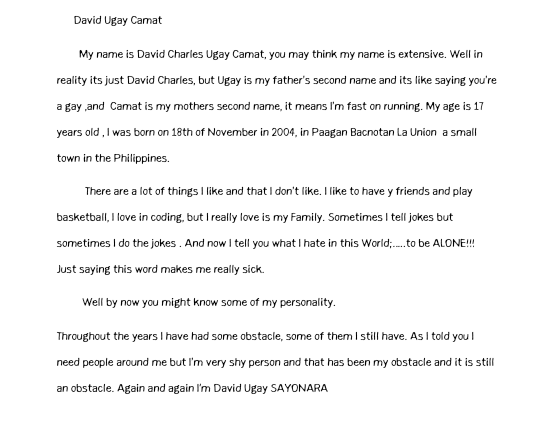 David Ugay Camat
My name is David Charles Ugay Camat, you may think my name is extensive. Well in
reality its just David Charles, but Ugay is my father's second name and its like saying you're
a gay ,and Camat is my mothers second name, it means I'm fast on running. My age is 17
years old , I was born on 18th of November in 2004, in Paagan Bacnotan La Union a small
town in the Philippines.
There are a lot of things I like and that I don't like. I like to have y friends and play
basketball, I love in coding, but I really love is my Family. Sometimes I tell jokes but
sometimes I do the jokes . And now I tell you what I hate in this World;.....to be ALONE!!!
Just saying this word makes me really sick.
Well by now you might know some of my personality.
Throughout the years I have had some obstacle, some of them I still have. As I told you I
need people around me but I'm very shy person and that has been my obstacle and it is still
an obstacle. Again and again I'm David Ugay SAYONARA